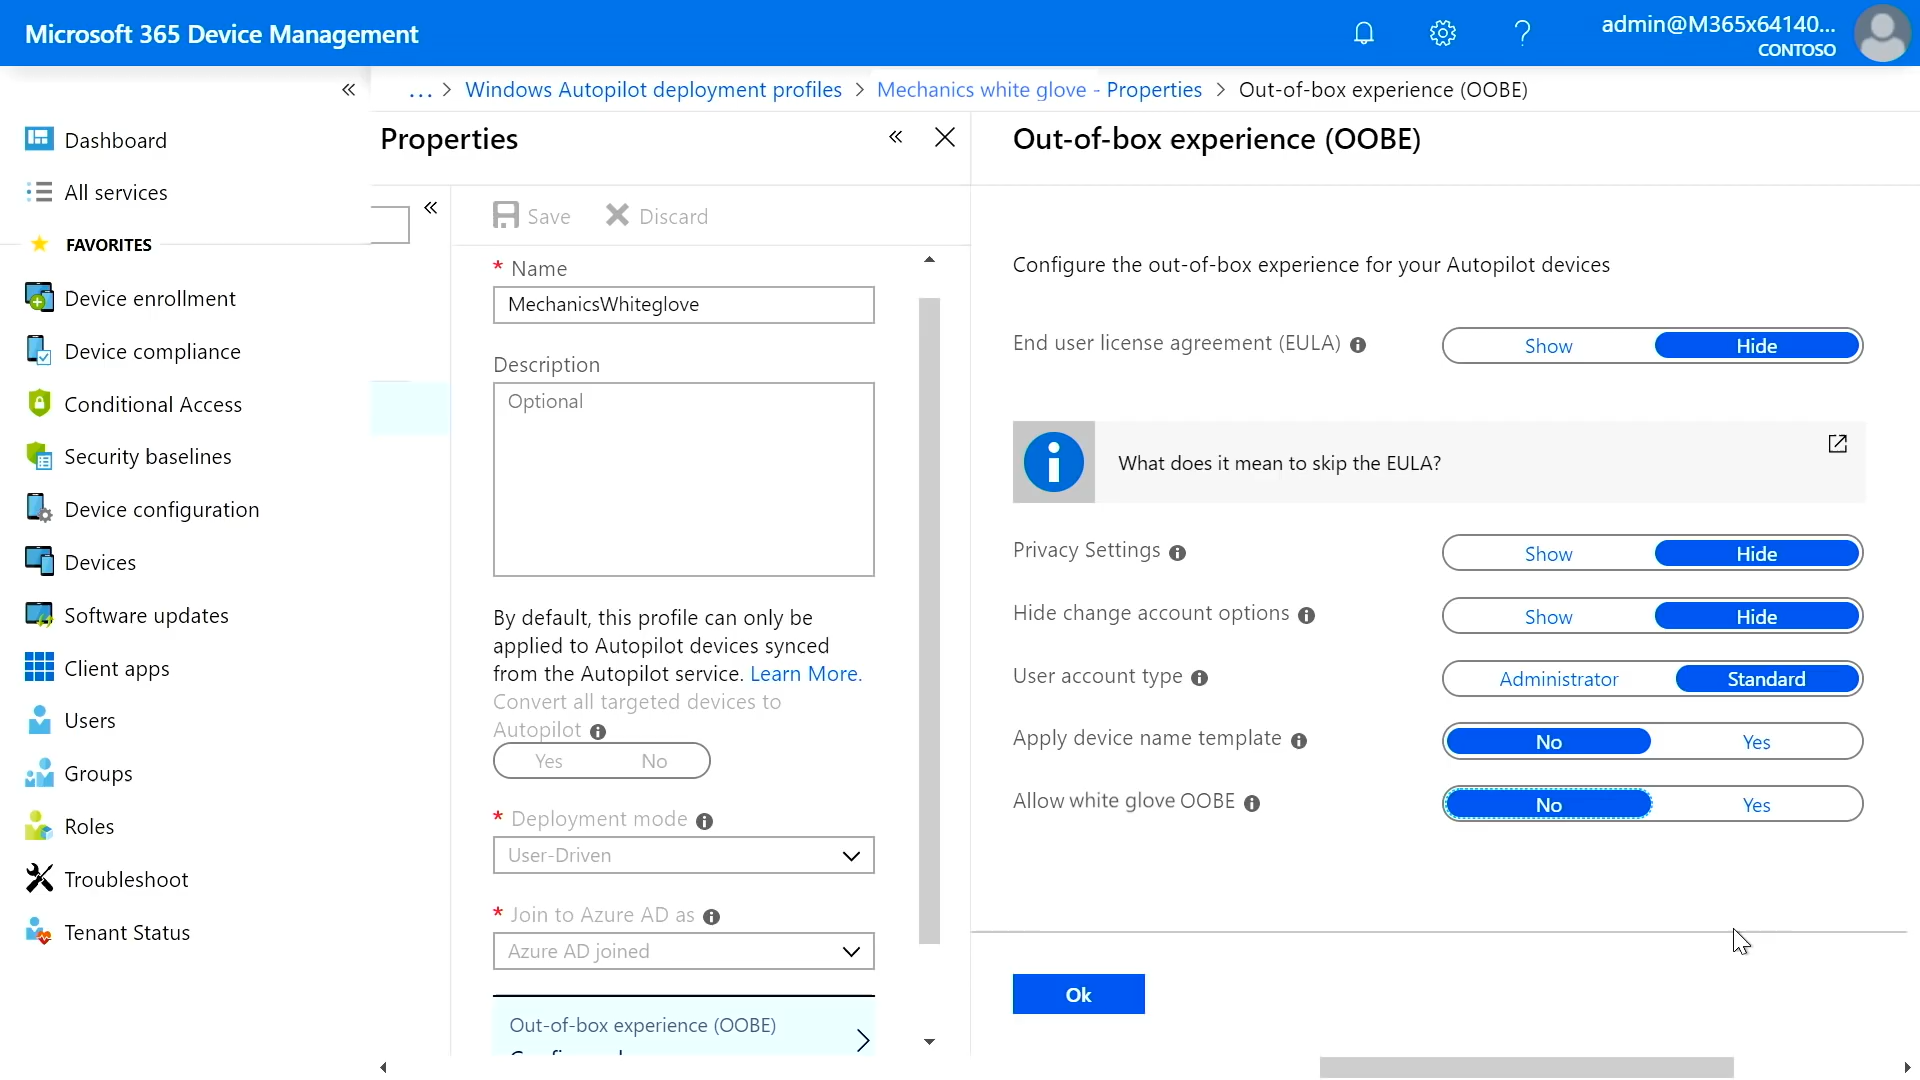 Microsoft 365 Device Management
admin@M365x64140...
CONTOSO
... > Windows Autopilot deployment profiles > Mechanics white glove - Properties > Out-of-box experience (OOBE)
Dashboard
All services
FAVORITES
Device enrollment
Device compliance
Conditional Access
Security baselines
Device configuration
Devices
Software updates
Client apps
Users
Groups
Roles
Troubleshoot
Tenant Status
Properties
Save Discard
* Name
MechanicsWhiteglove
Description
Optional
By default, this profile can only be
applied to Autopilot devices synced
from the Autopilot service. Learn More.
Convert all targeted devices to
Autopilot
Yes No
* Deployment mode
User-Driven
* Join to Azure AD as
Azure AD joined
Out-of-box experience (OOBE)
Out-of-box experience (OOBE)
Configure the out-of-box experience for your Autopilot devices
End user license agreement (EULA) Show Hide
What does it mean to skip the EULA?
Privacy Settings Show Hide
Hide change account options Show Hide
User account type Administrator Standard
Apply device name template No Yes
Allow white glove OOBE No Yes
Ok